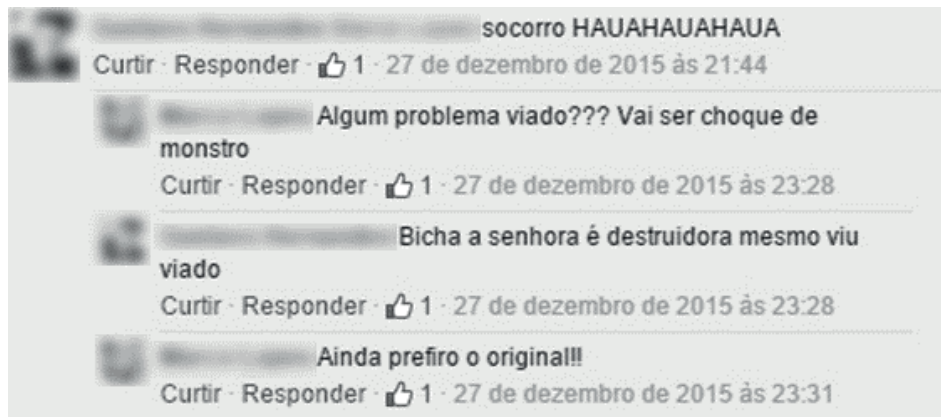 socorro HAUAHAUAHAUA
Curtir · Responder · 1 · 27 de dezembro de 2015 às 21:44
Algum problema viado??? Vai ser choque de
monstro
Curtir · Responder · 1 · 27 de dezembro de 2015 às 23:28
Bicha a senhora é destruidora mesmo viu
viado
Curtir · Responder · 1 · 27 de dezembro de 2015 às 23:28
Ainda prefiro o original!!!
Curtir · Responder · 1 · 27 de dezembro de 2015 às 23:31